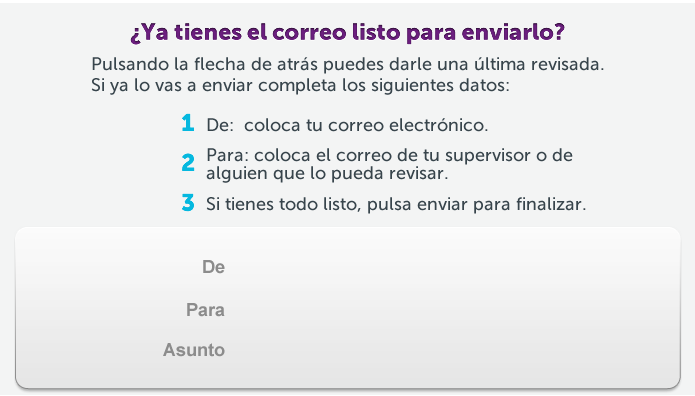 ¿Ya tienes el correo listo para enviarlo?
Pulsando la flecha de atrás puedes darle una última revisada.
Si ya lo vas a enviar completa los siguientes datos:
1 De: coloca tu correo electrónico.
2 Para: coloca el correo de tu supervisor o de
alguien que lo pueda revisar.
3 Si tienes todo listo, pulsa enviar para finalizar.
De
Para
Asunto